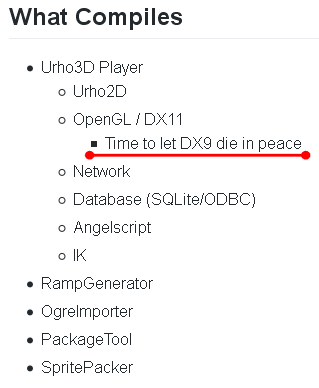 What Compiles
Urho3D Player
Urho2D
OpenGL / DX11
Time to let DX9 die in peace
Network
Database (SQLite/ODBC)
Angelscript
IK
RampGenerator
OgreImporter
PackageTool
SpritePacker